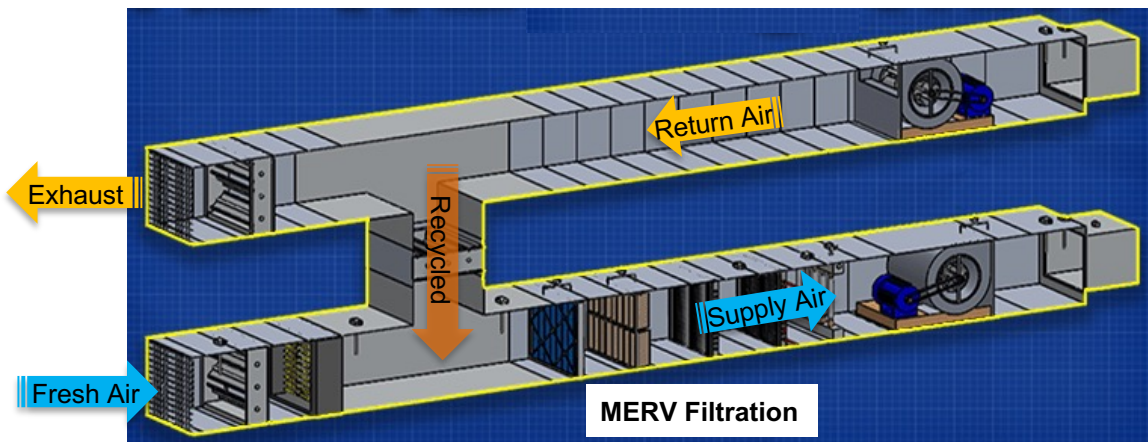 Return Air
Exhaust
Recycled
Supply Air
Fresh Air
MERV Filtration